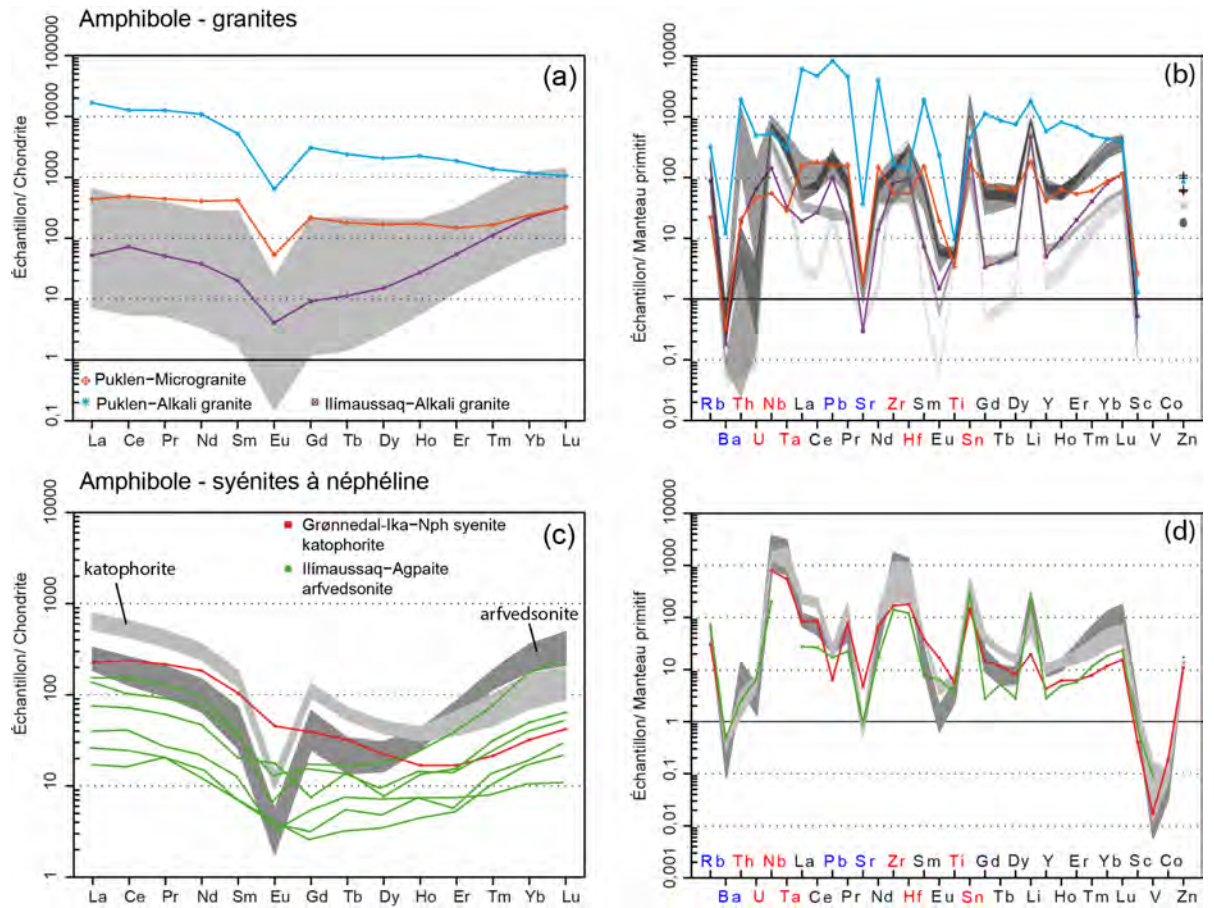 Amphibole - granites
(a)
Échantillon/ Chondrite
100000
10000
1000
100
10
1
0,1
Puklen−Microgranite
Puklen−Alkali granite
Ilímaussaq−Alkali granite
La Ce Pr Nd Sm Eu Gd Tb Dy Ho Er Tm Yb Lu
(b)
Échantillon/ Manteau primitif
10000
1000
100
10
1
0,1
0,01
Rb Th Nb La Pb Sr Zr Sm Ti Gd Dy Y Er Yb Sc Co
Ba U Ta Ce Pr Nd Hf Eu Sn Tb Li Ho Tm Lu V Zn
Amphibole - syénites à néphéline
(c)
Échantillon/ Chondrite
10000
1000
100
10
1
Grønnedal-Ika−Nph syenite
katophorite
Ilímaussaq−Agpaite
arfvedsonite
katophorite
arfvedsonite
La Ce Pr Nd Sm Eu Gd Tb Dy Ho Er Tm Yb Lu
(d)
Échantillon/ Manteau primitif
10000
1000
100
10
1
0,1
0,01
0,001
Rb Th Nb La Pb Sr Zr Sm Ti Gd Dy Y Er Yb Sc Co
Ba U Ta Ce Pr Nd Hf Eu Sn Tb Li Ho Tm Lu V Zn